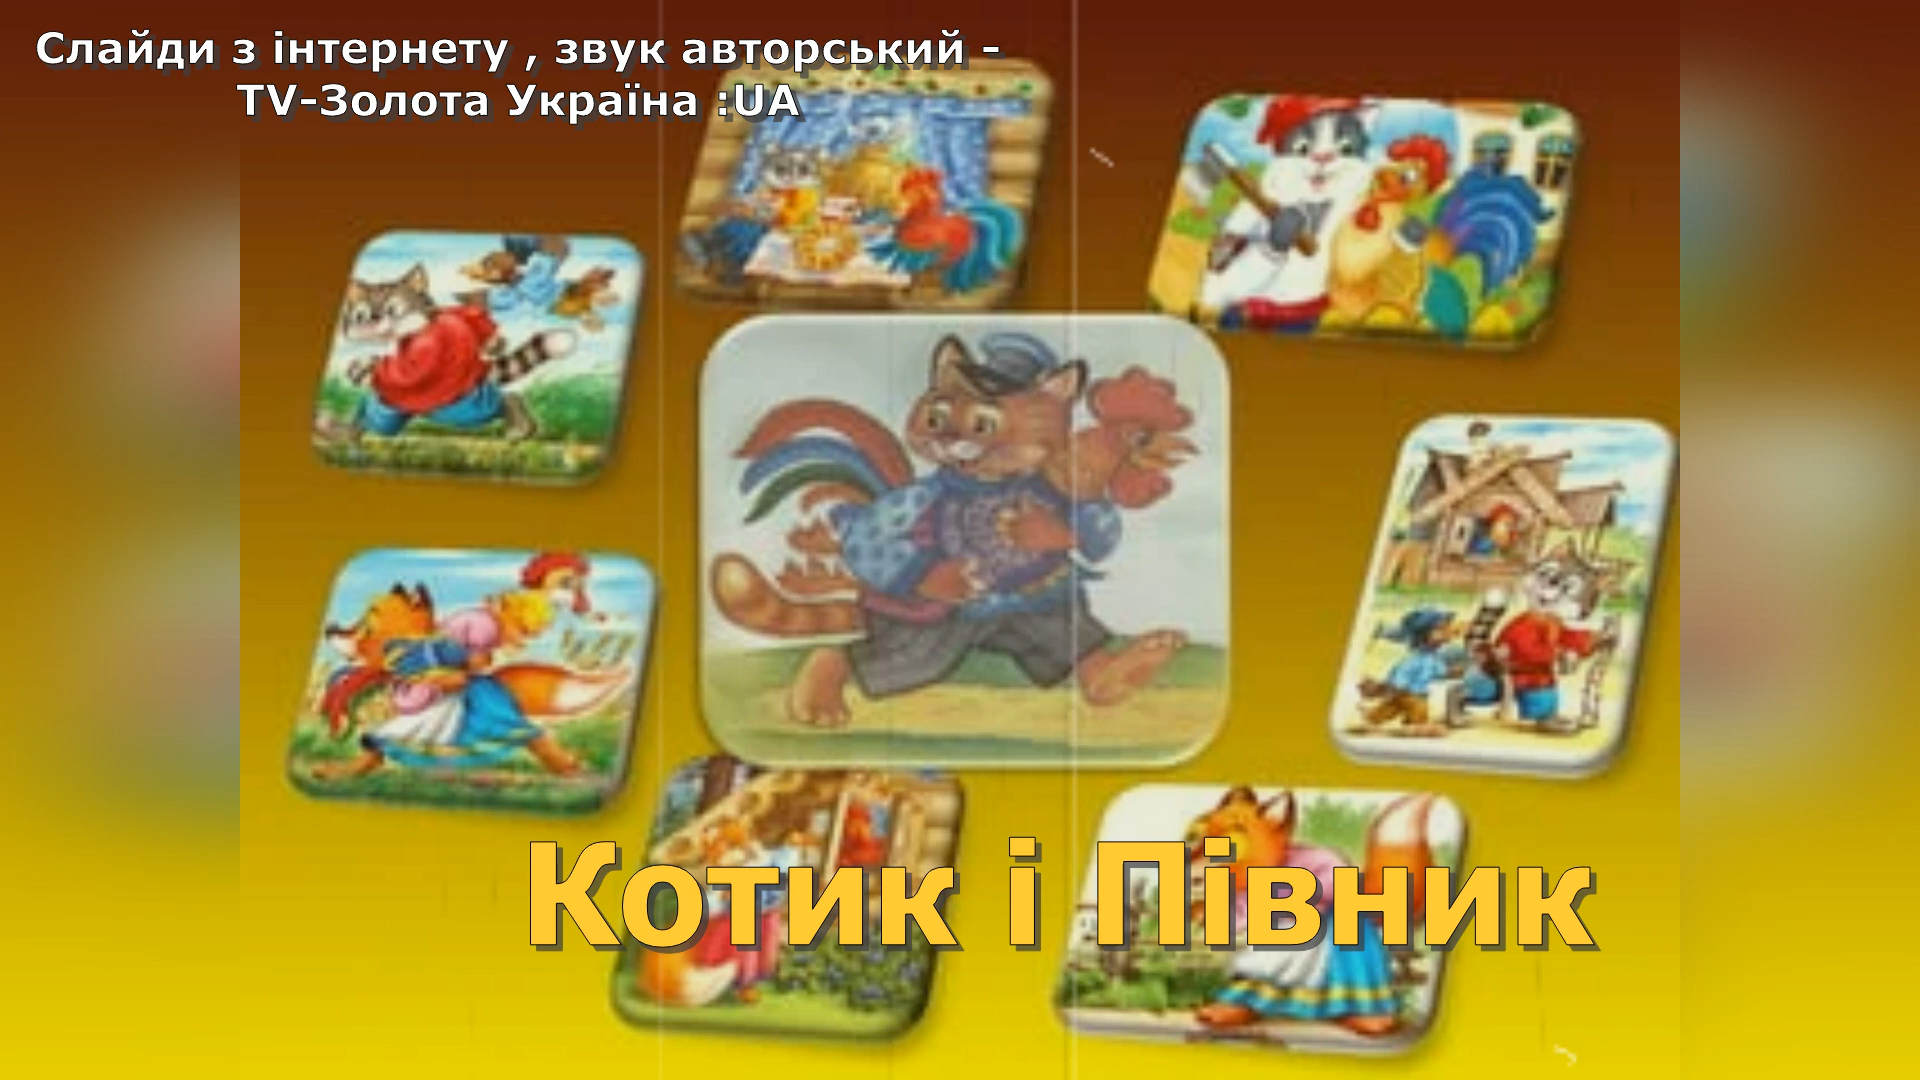 Слайди з інтернету , звук авторський -
TV-Золота Україна :UA
Котик і Півник